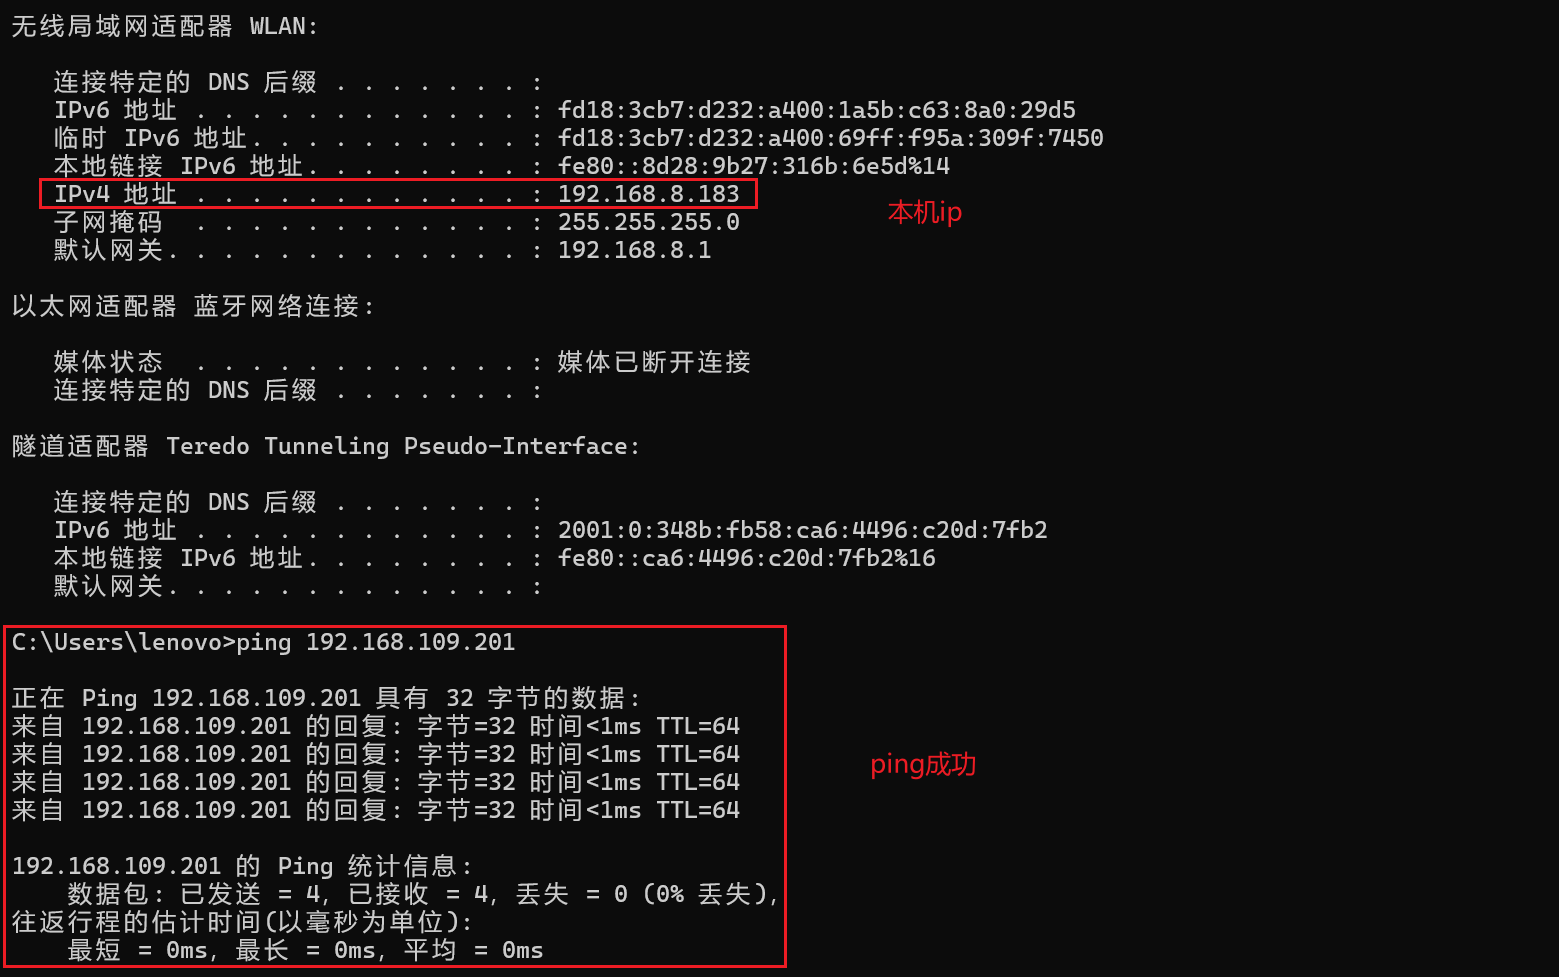 无线局域网适配器 WLAN:
连接特定的 DNS 后缀 . . . . . . . :
IPv6 地址 . . . . . . . . . . . . : fd18:3cb7:d232:a400:1a5b:c63:8a0:29d5
临时 IPv6 地址. . . . . . . . . . : fd18:3cb7:d232:a400:69ff:f95a:309f:7450
本地链接 IPv6 地址. . . . . . . . : fe80::8d28:9b27:316b:6e5d%14
IPv4 地址 . . . . . . . . . . . . : 192.168.8.183
本机ip
子网掩码  . . . . . . . . . . . . : 255.255.255.0
默认网关. . . . . . . . . . . . . : 192.168.8.1
以太网适配器 蓝牙网络连接:
媒体状态  . . . . . . . . . . . . : 媒体已断开连接
连接特定的 DNS 后缀 . . . . . . . :
隧道适配器 Teredo Tunneling Pseudo-Interface:
连接特定的 DNS 后缀 . . . . . . . :
IPv6 地址 . . . . . . . . . . . . : 2001:0:348b:fb58:ca6:4496:c20d:7fb2
本地链接 IPv6 地址. . . . . . . . : fe80::ca6:4496:c20d:7fb2%16
默认网关. . . . . . . . . . . . . :
C:\Users\lenovo>ping 192.168.109.201
正在 Ping 192.168.109.201 具有 32 字节的数据:
来自 192.168.109.201 的回复: 字节=32 时间<1ms TTL=64
来自 192.168.109.201 的回复: 字节=32 时间<1ms TTL=64
ping成功
来自 192.168.109.201 的回复: 字节=32 时间<1ms TTL=64
来自 192.168.109.201 的回复: 字节=32 时间<1ms TTL=64
192.168.109.201 的 Ping 统计信息:
数据包: 已发送 = 4, 已接收 = 4, 丢失 = 0 (0% 丢失),
往返行程的估计时间(以毫秒为单位):
最短 = 0ms, 最长 = 0ms, 平均 = 0ms